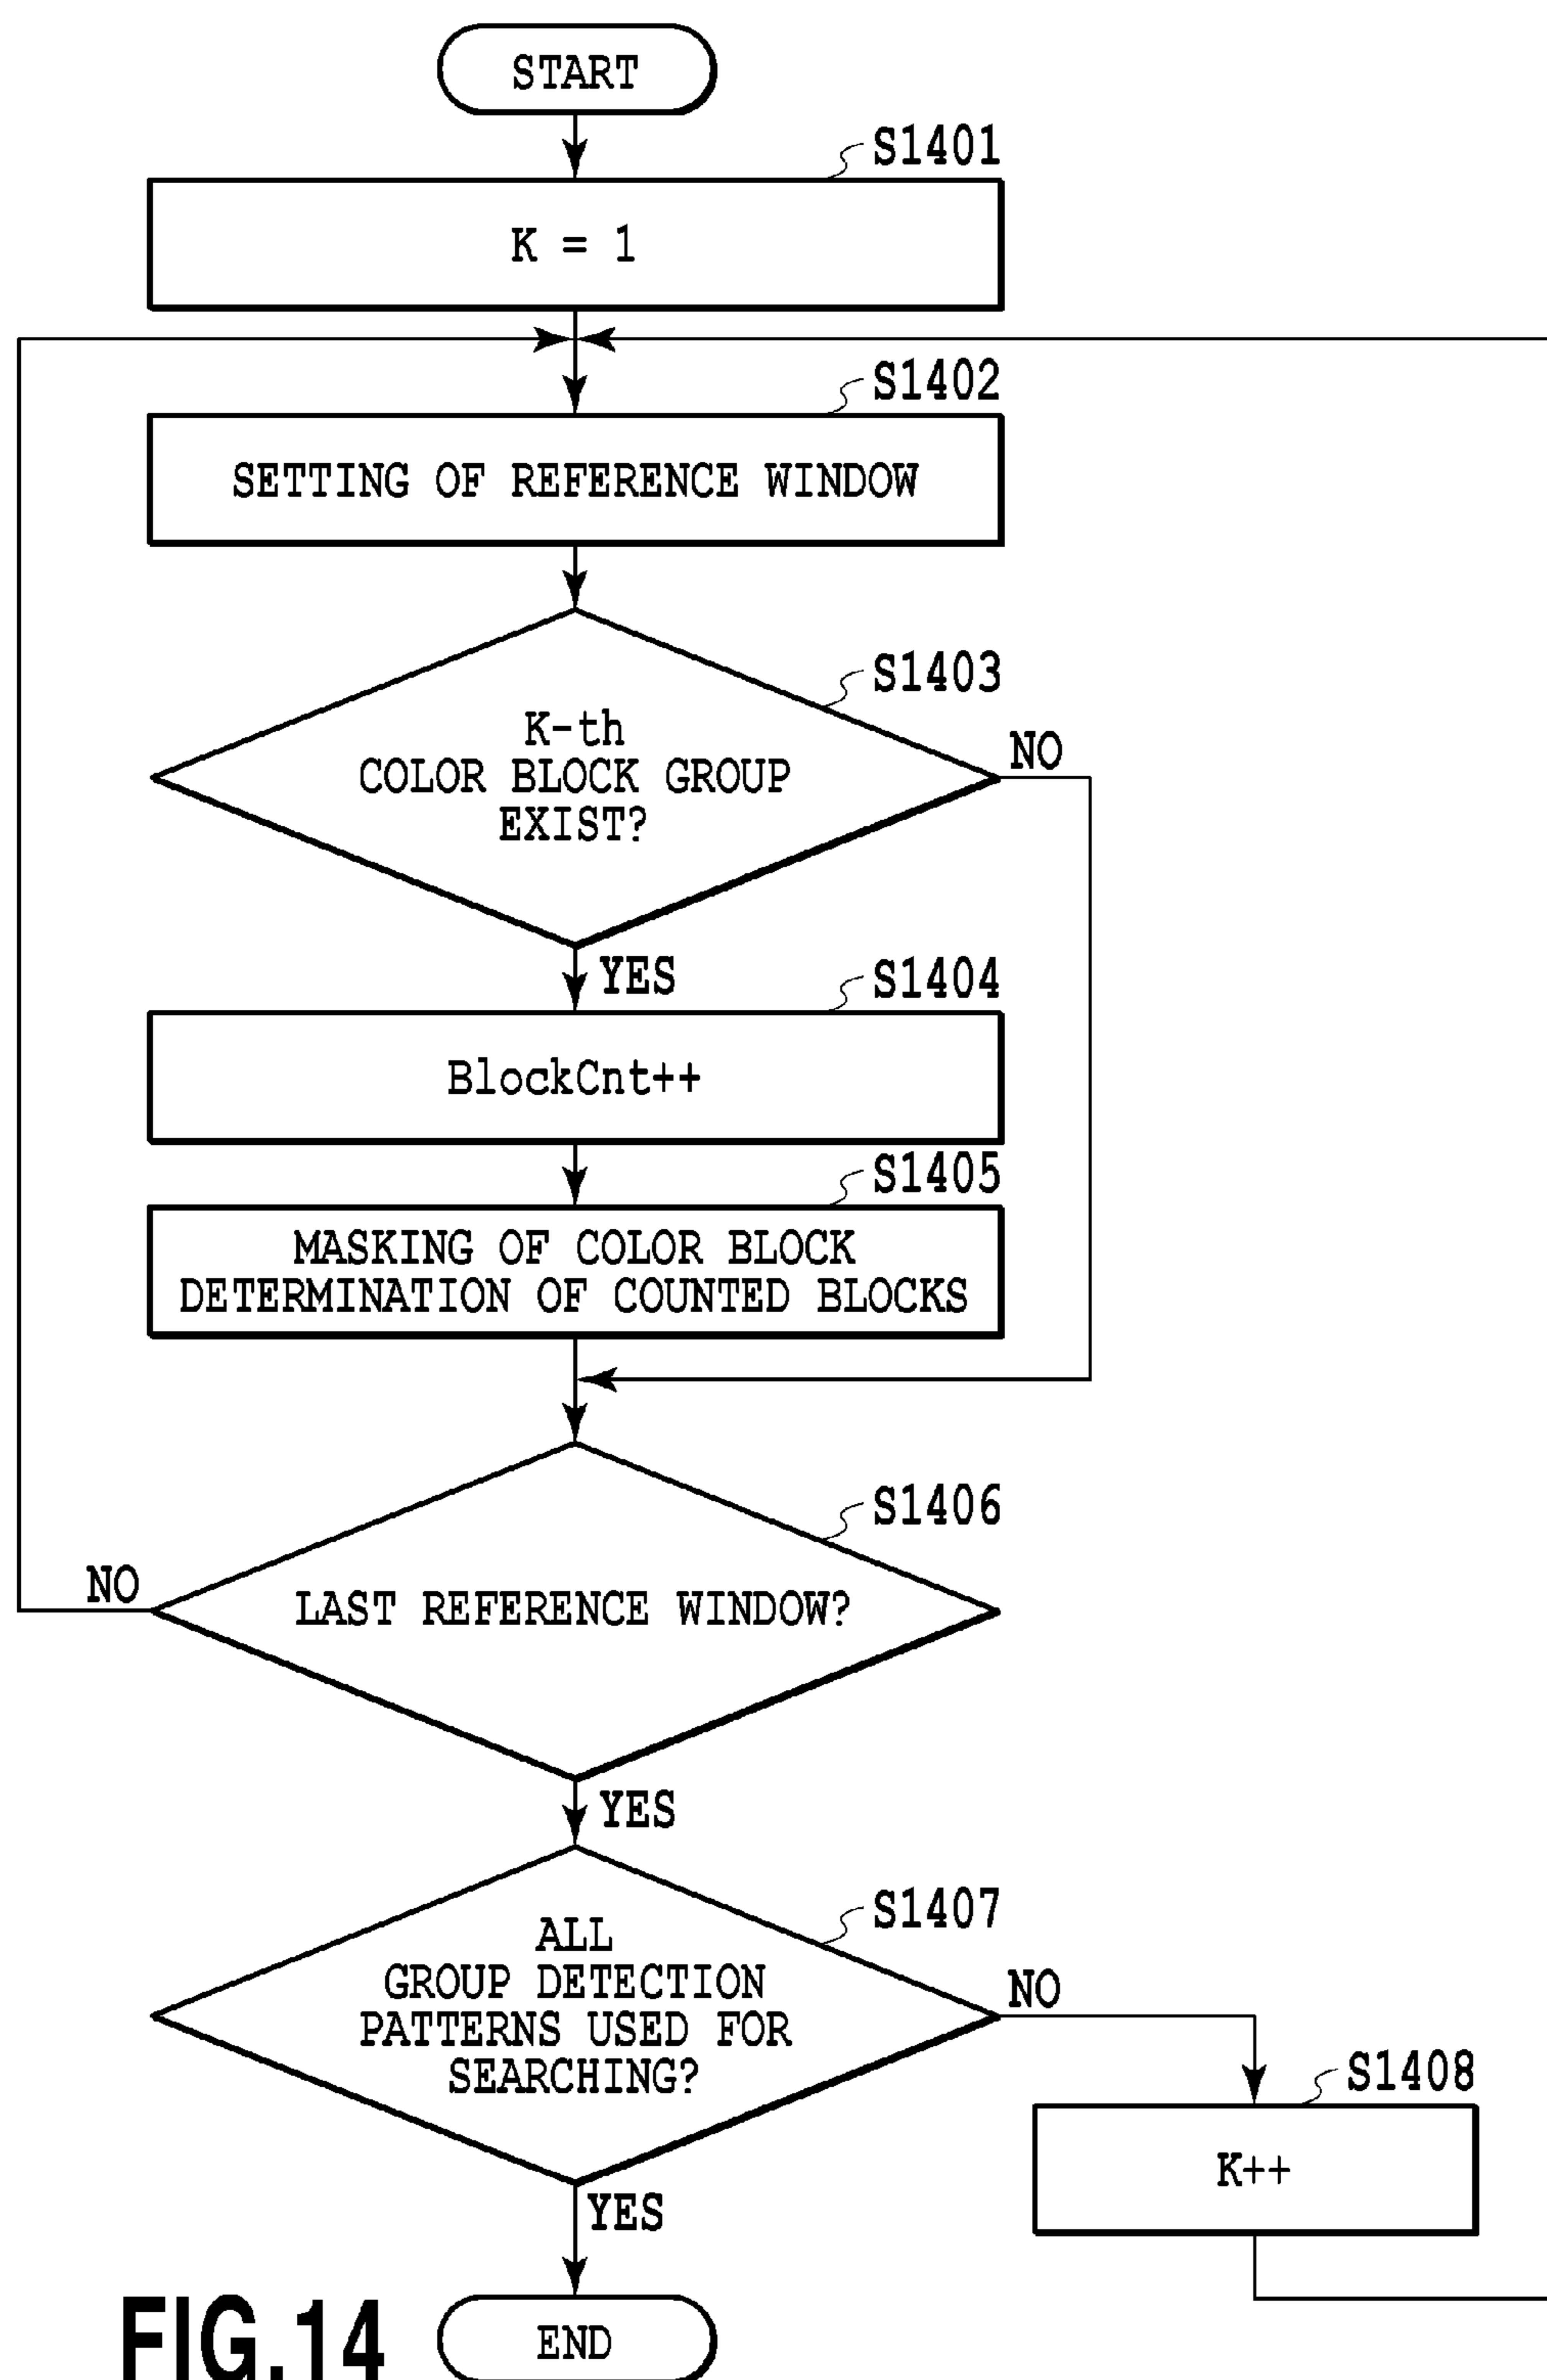 START
S1401
K = 1
S1402
SETTING OF REFERENCE WINDOW
S1403
K-th
COLOR BLOCK GROUP
EXIST?
NO
YES
S1404
BlockCnt++
S1405
MASKING OF COLOR BLOCK
DETERMINATION OF COUNTED BLOCKS
S1406
LAST REFERENCE WINDOW?
NO
YES
S1407
ALL
GROUP DETECTION
PATTERNS USED FOR
SEARCHING?
NO
S1408
K++
YES
END
FIG.14